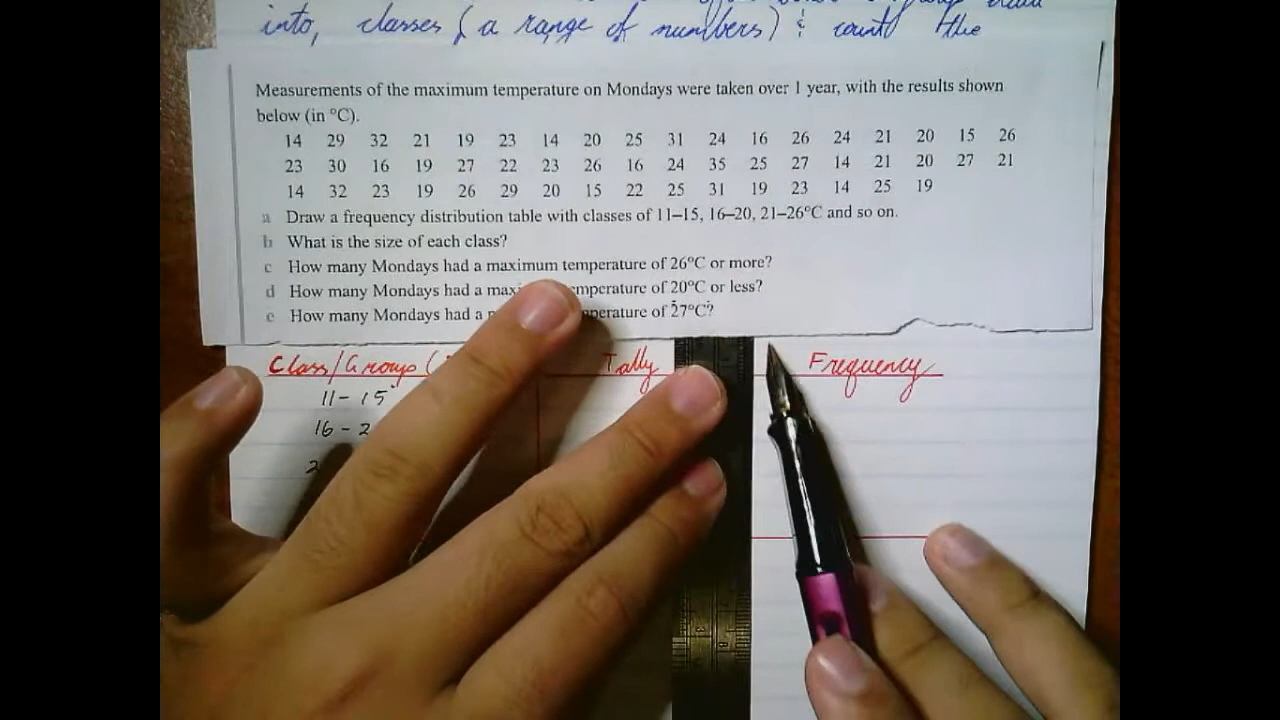 into, classes (a range of numbers) & count the
Measurements of the maximum temperature on Mondays were taken over 1 year, with the results shown
below (in °C).
14 29 32 21 19 23 14 20 25 31 24 16 26 24 21 20 15 26
23 30 16 19 27 22 23 26 16 24 35 25 27 14 21 20 27 21
14 32 23 19 26 29 20 15 22 25 31 19 23 14 25 19
a Draw a frequency distribution table with classes of 11–15, 16–20, 21–26°C and so on.
b What is the size of each class?
c How many Mondays had a maximum temperature of 26°C or more?
d How many Mondays had a maxi mperature of 20°C or less?
e How many Mondays had a perature of 27°C?
Class/Group ( Tally Frequency
11 - 15
16 - 2
2